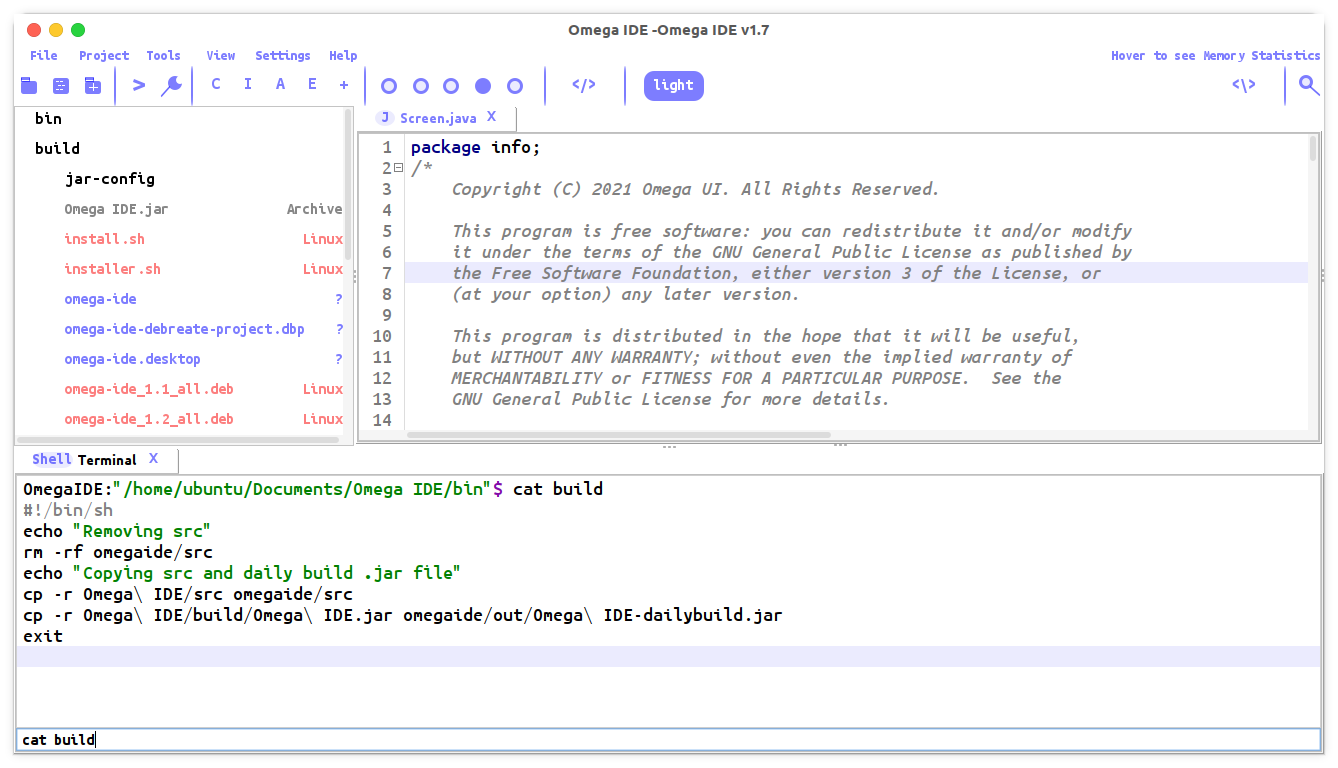 Omega IDE -Omega IDE v1.7
File Project Tools View Settings Help Hover to see Memory Statistics
> C I A E + </> light <\>
bin
build
jar-config
Omega IDE.jar Archive
install.sh Linux
installer.sh Linux
omega-ide ?
omega-ide-debreate-project.dbp ?
omega-ide.desktop ?
omega-ide_1.1_all.deb Linux
omega-ide_1.2_all.deb Linux
J Screen.java X
1 package info;
2 /*
3 Copyright (C) 2021 Omega UI. All Rights Reserved.
4
5 This program is free software: you can redistribute it and/or modify
6 it under the terms of the GNU General Public License as published by
7 the Free Software Foundation, either version 3 of the License, or
8 (at your option) any later version.
9
10 This program is distributed in the hope that it will be useful,
11 but WITHOUT ANY WARRANTY; without even the implied warranty of
12 MERCHANTABILITY or FITNESS FOR A PARTICULAR PURPOSE.  See the
13 GNU General Public License for more details.
14
Shell Terminal X
OmegaIDE:"/home/ubuntu/Documents/Omega IDE/bin"$ cat build
#!/bin/sh
echo "Removing src"
rm -rf omegaide/src
echo "Copying src and daily build .jar file"
cp -r Omega\ IDE/src omegaide/src
cp -r Omega\ IDE/build/Omega\ IDE.jar omegaide/out/Omega\ IDE-dailybuild.jar
exit
cat build